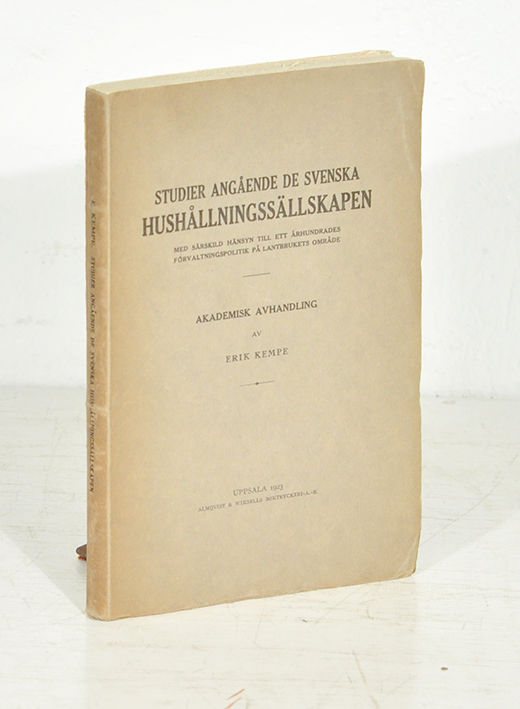 STUDIER ANGÅENDE DE SVENSKA
HUSHÅLLNINGSSÄLLSKAPEN
MED SÄRSKILD HÄNSYN TILL ETT ÅRHUNDRADES
FÖRVALTNINGSPOLITIK PÅ LANTBRUKETS OMRÅDE
AKADEMISK AVHANDLING
AV
ERIK KEMPE
UPPSALA 1923
ALMQVIST & WIKSELLS BOKTRYCKERI-A.-B.
E. KEMPE. STUDIER ANGÅENDE DE SVENSKA HUSHÅLLNINGSSÄLLSKAPEN